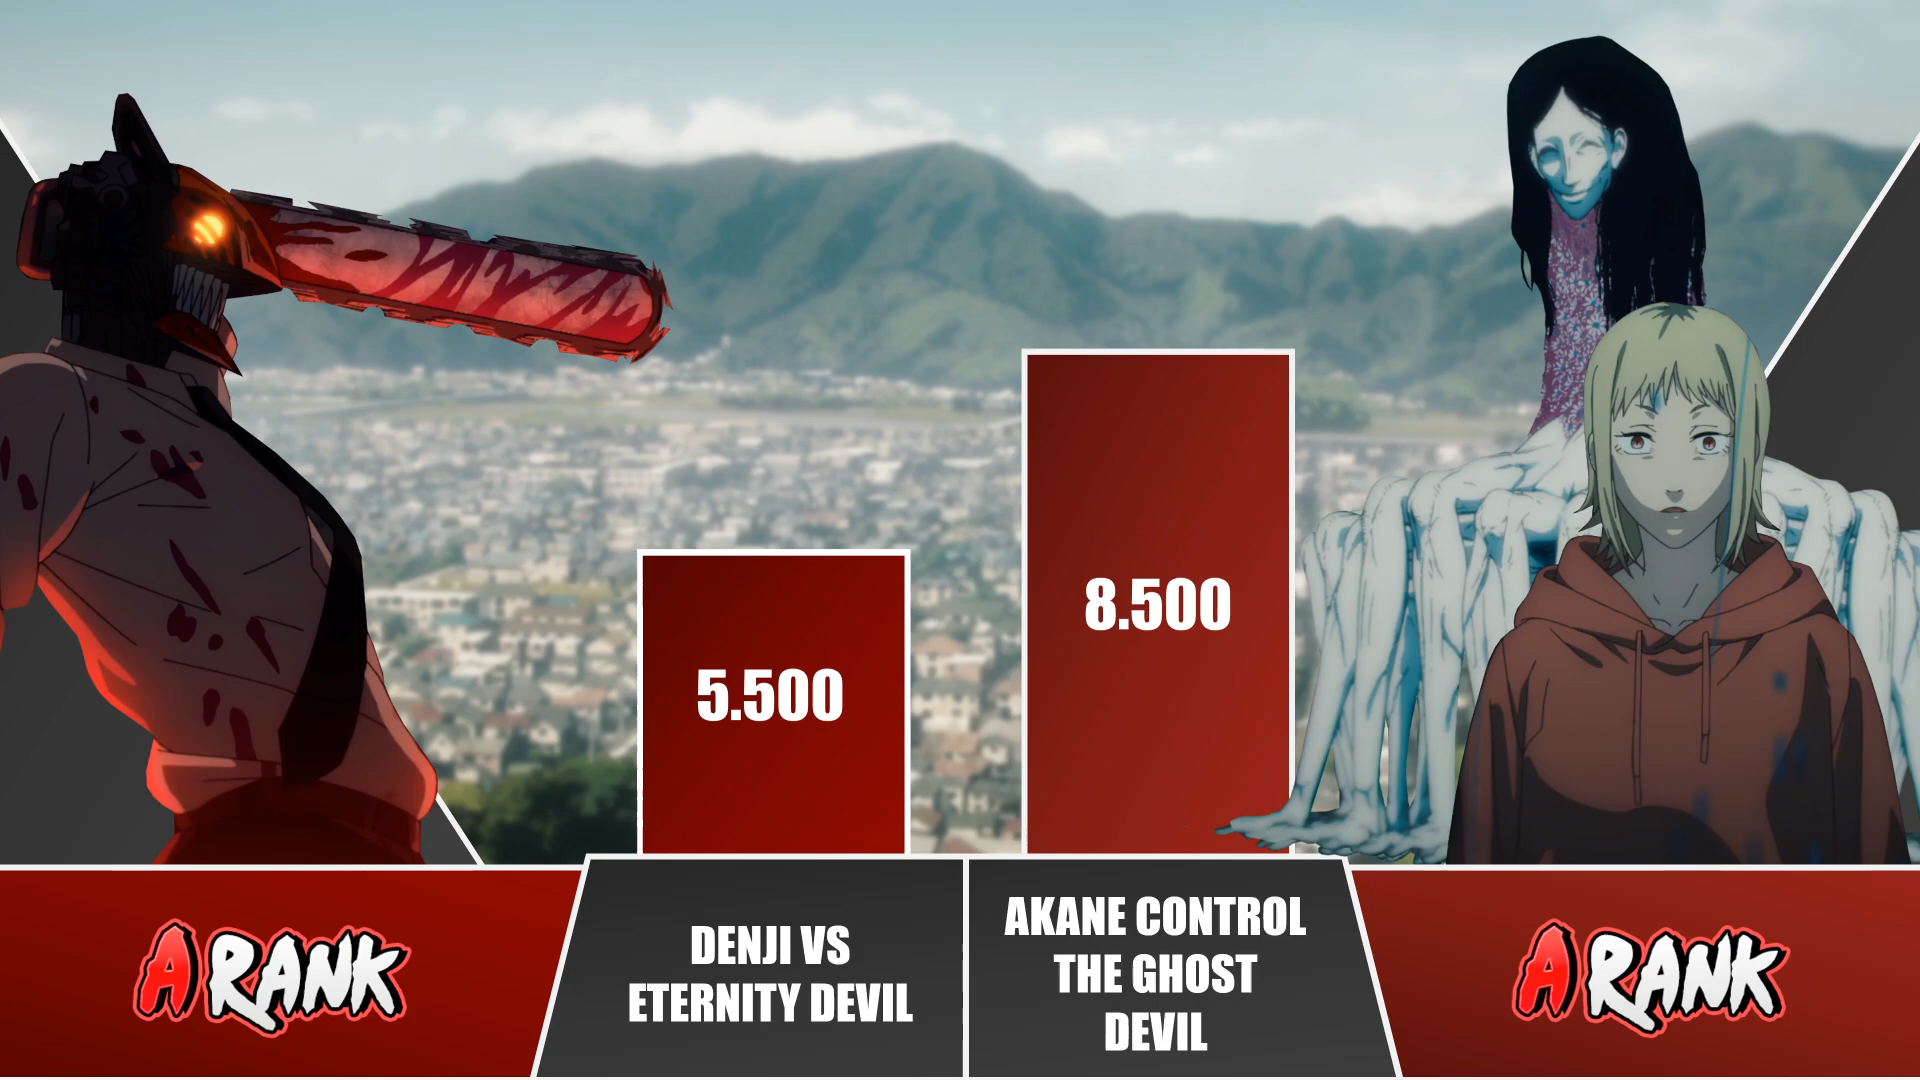 5.500
8.500
DENJI VS
ETERNITY DEVIL
AKANE CONTROL
THE GHOST
DEVIL
A RANK
A RANK